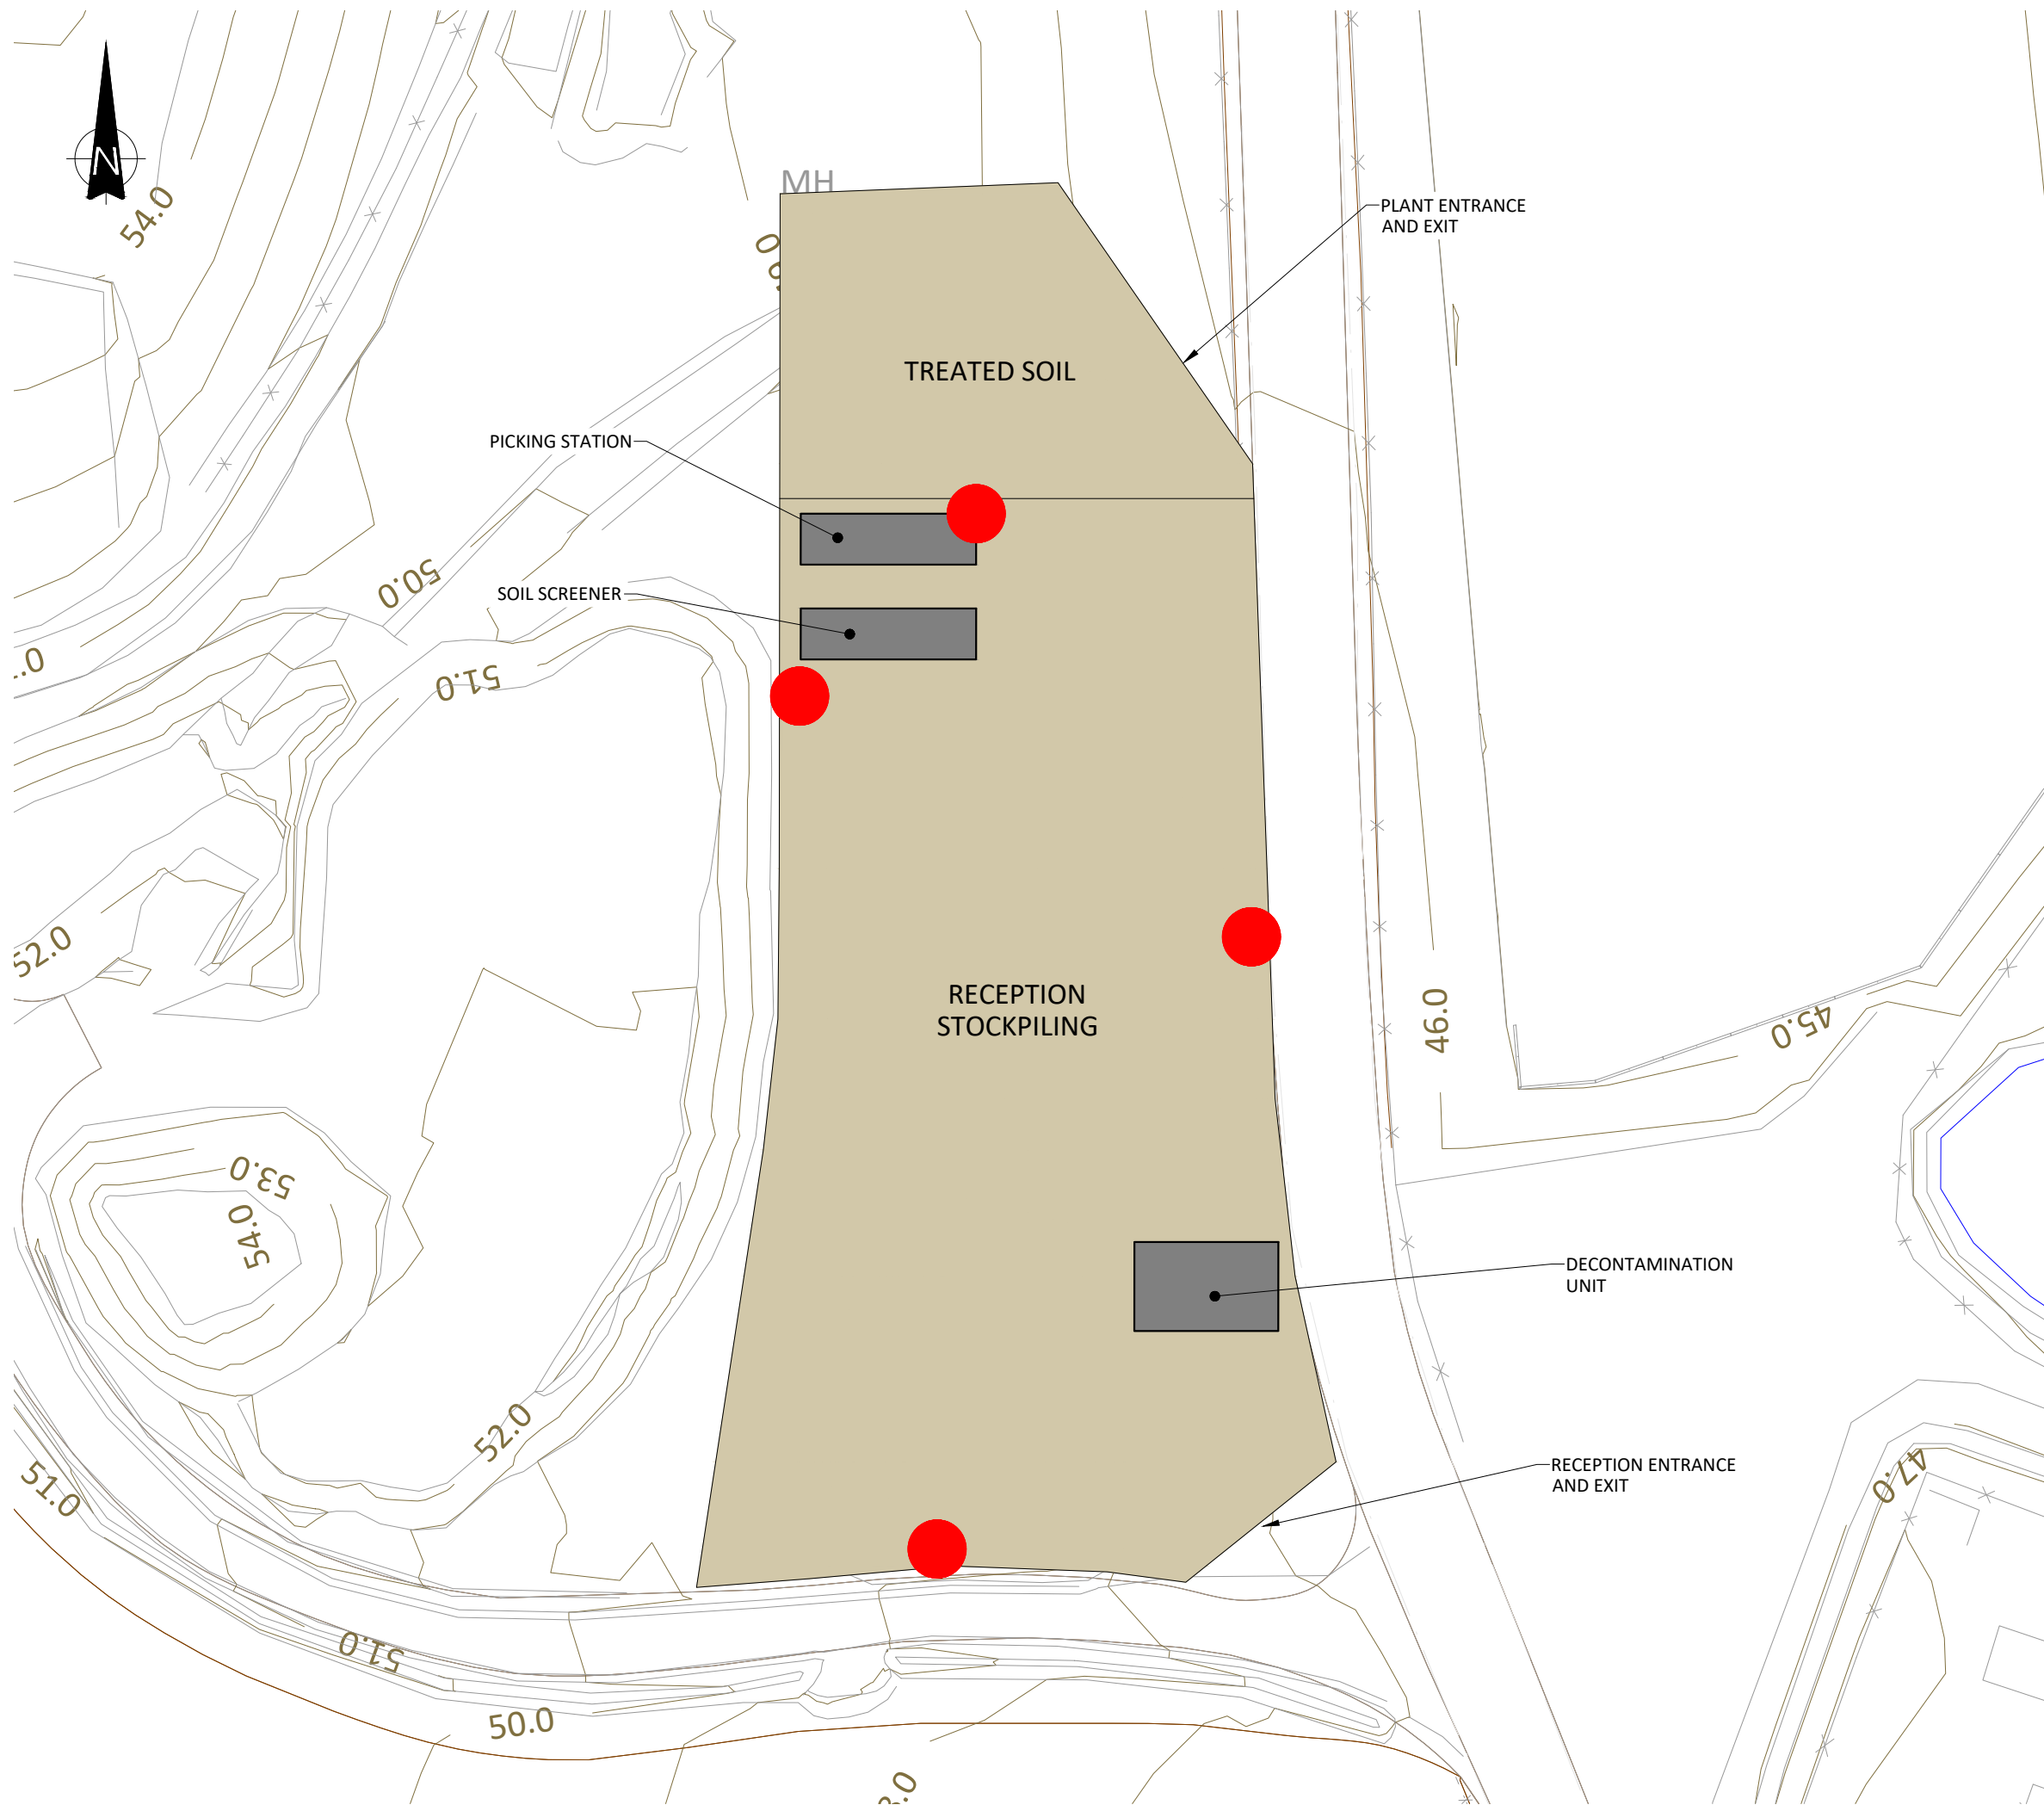 N
54.0
MH
PLANT ENTRANCE
AND EXIT
TREATED SOIL
PICKING STATION
50.0
SOIL SCREENER
51.0
52.0
RECEPTION
STOCKPILING
46.0
45.0
53.0
54.0
DECONTAMINATION
UNIT
52.0
51.0
RECEPTION ENTRANCE
AND EXIT
47.0
51.0
50.0